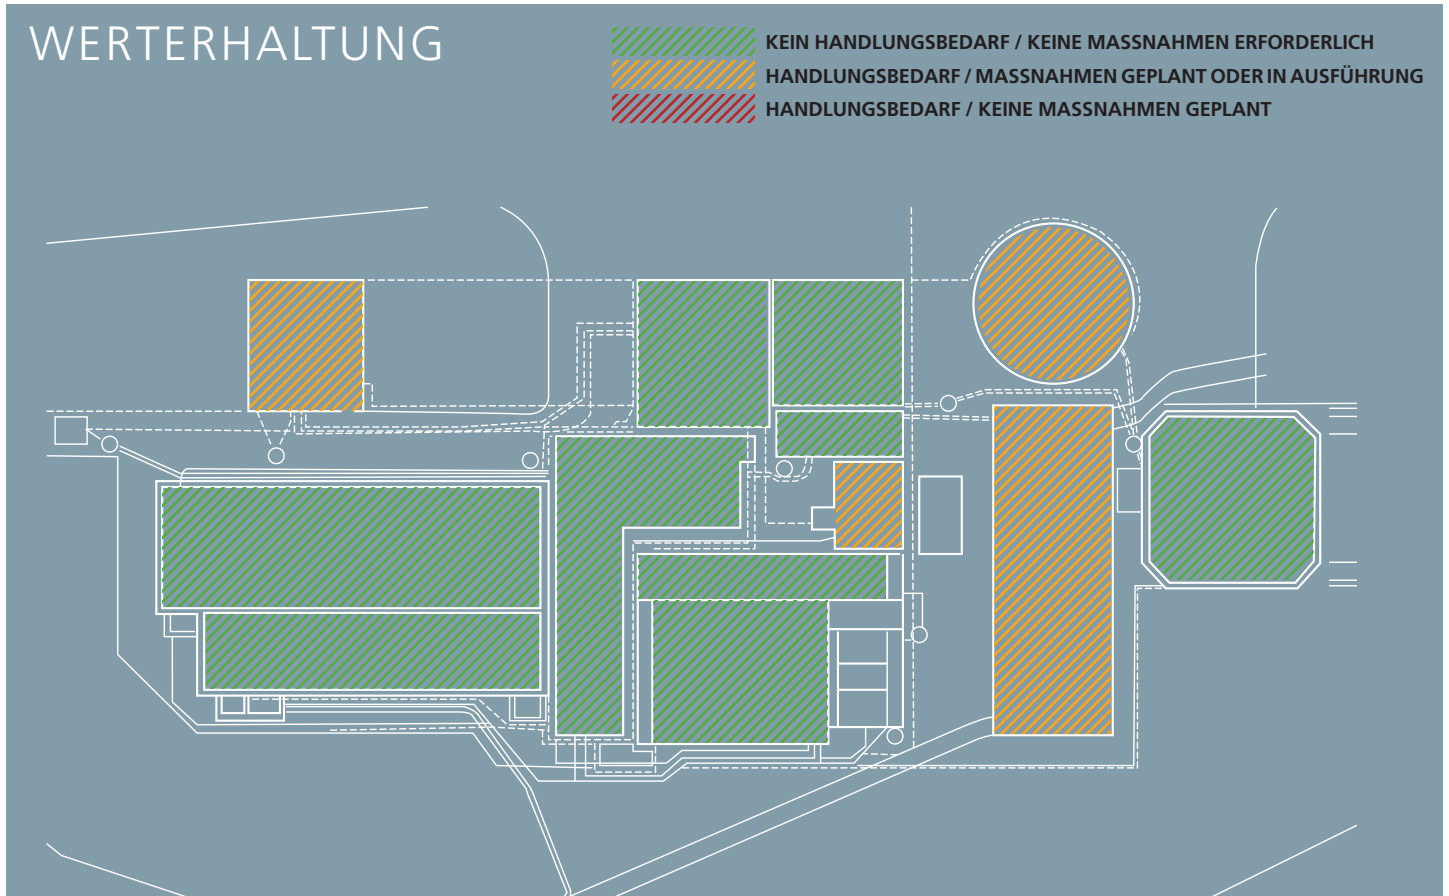 WERTERHALTUNG
KEIN HANDLUNGSBEDARF / KEINE MASSNAHMEN ERFORDERLICH
HANDLUNGSBEDARF / MASSNAHMEN GEPLANT ODER IN AUSFÜHRUNG
HANDLUNGSBEDARF / KEINE MASSNAHMEN GEPLANT